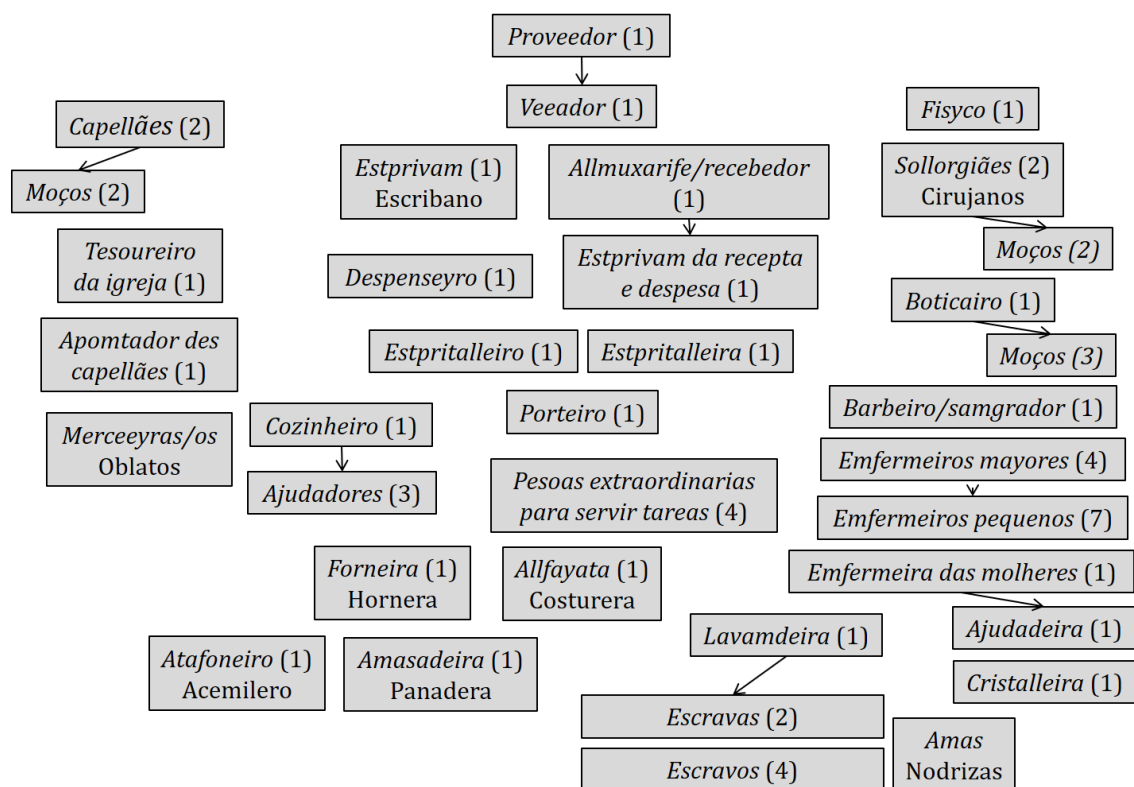 Proveedor (1)
Veeador (1)
Capellães (2)
Moços (2)
Tesoureiro
da igreja (1)
Apomtador des
capellães (1)
Merceeyras/os
Oblatos
Estprivam (1)
Escribano
Allmuxarife/recebedor
(1)
Despenseyro (1)
Estprivam da recepta
e despesa (1)
Estpritalleiro (1)
Estpritalleira (1)
Cozinheiro (1)
Ajudadores (3)
Porteiro (1)
Pesoas extraordinarias
para servir tareas (4)
Forneira (1)
Hornera
Allfayata (1)
Costurera
Atafoneiro (1)
Acemilero
Amasadeira (1)
Panadera
Lavamdeira (1)
Escravas (2)
Escravos (4)
Fisyco (1)
Sollorgiães (2)
Cirujanos
Moços (2)
Boticairo (1)
Moços (3)
Barbeiro/samgrador (1)
Emfermeiros mayores (4)
Emfermeiros pequenos (7)
Emfermeira das molheres (1)
Ajudadeira (1)
Cristalleira (1)
Amas
Nodrizas